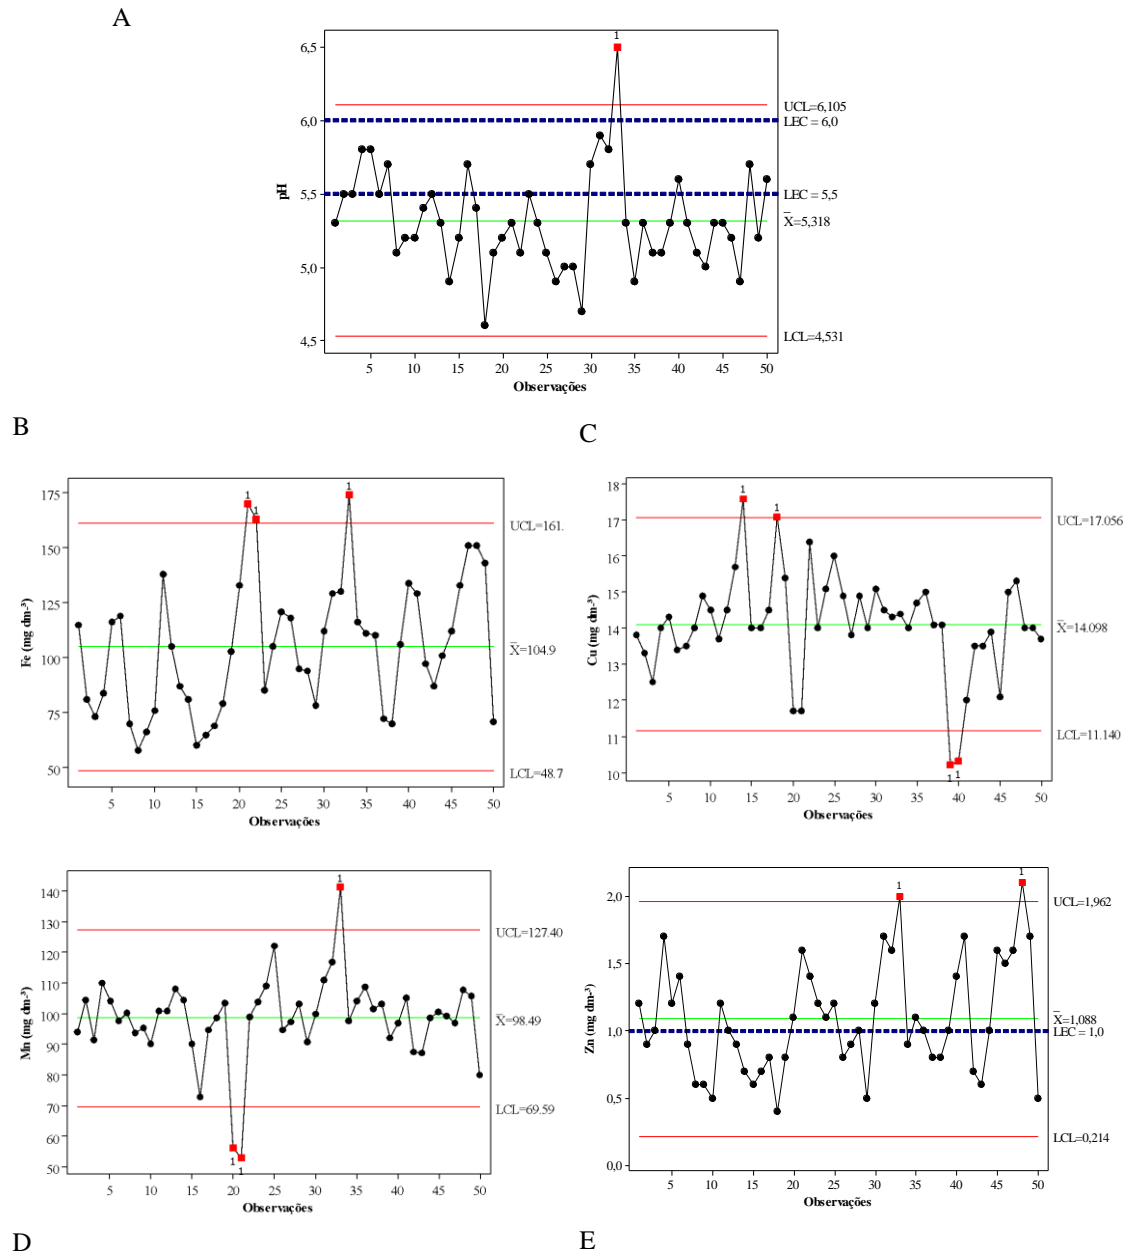 A
1
6,5
UCL=6,105
6,0
LEC = 6,0
pH
5,5
LEC = 5,5
X̄=5,318
5,0
4,5
LCL=4,531
5 10 15 20 25 30 35 40 45 50
Observações
B
C
175
1 1 1
UCL=161.
150
125
Fe (mg dm-³)
X̄=104.9
100
75
50
LCL=48.7
5 10 15 20 25 30 35 40 45 50
Observações
18
1 1
17
UCL=17.056
16
15
Cu (mg dm-³)
14
X̄=14.098
13
12
11
LCL=11.140
10
1 1
5 10 15 20 25 30 35 40 45 50
Observações
140
1
130
UCL=127.40
120
110
Mn (mg dm-³)
100
X̄=98.49
90
80
70
LCL=69.59
60
50
1 1
5 10 15 20 25 30 35 40 45 50
Observações
1 1
2,0
UCL=1,962
1,5
Zn (mg dm-³)
X̄=1,088
1,0
LEC = 1,0
0,5
LCL=0,214
0,0
5 10 15 20 25 30 35 40 45 50
Observações
D
E